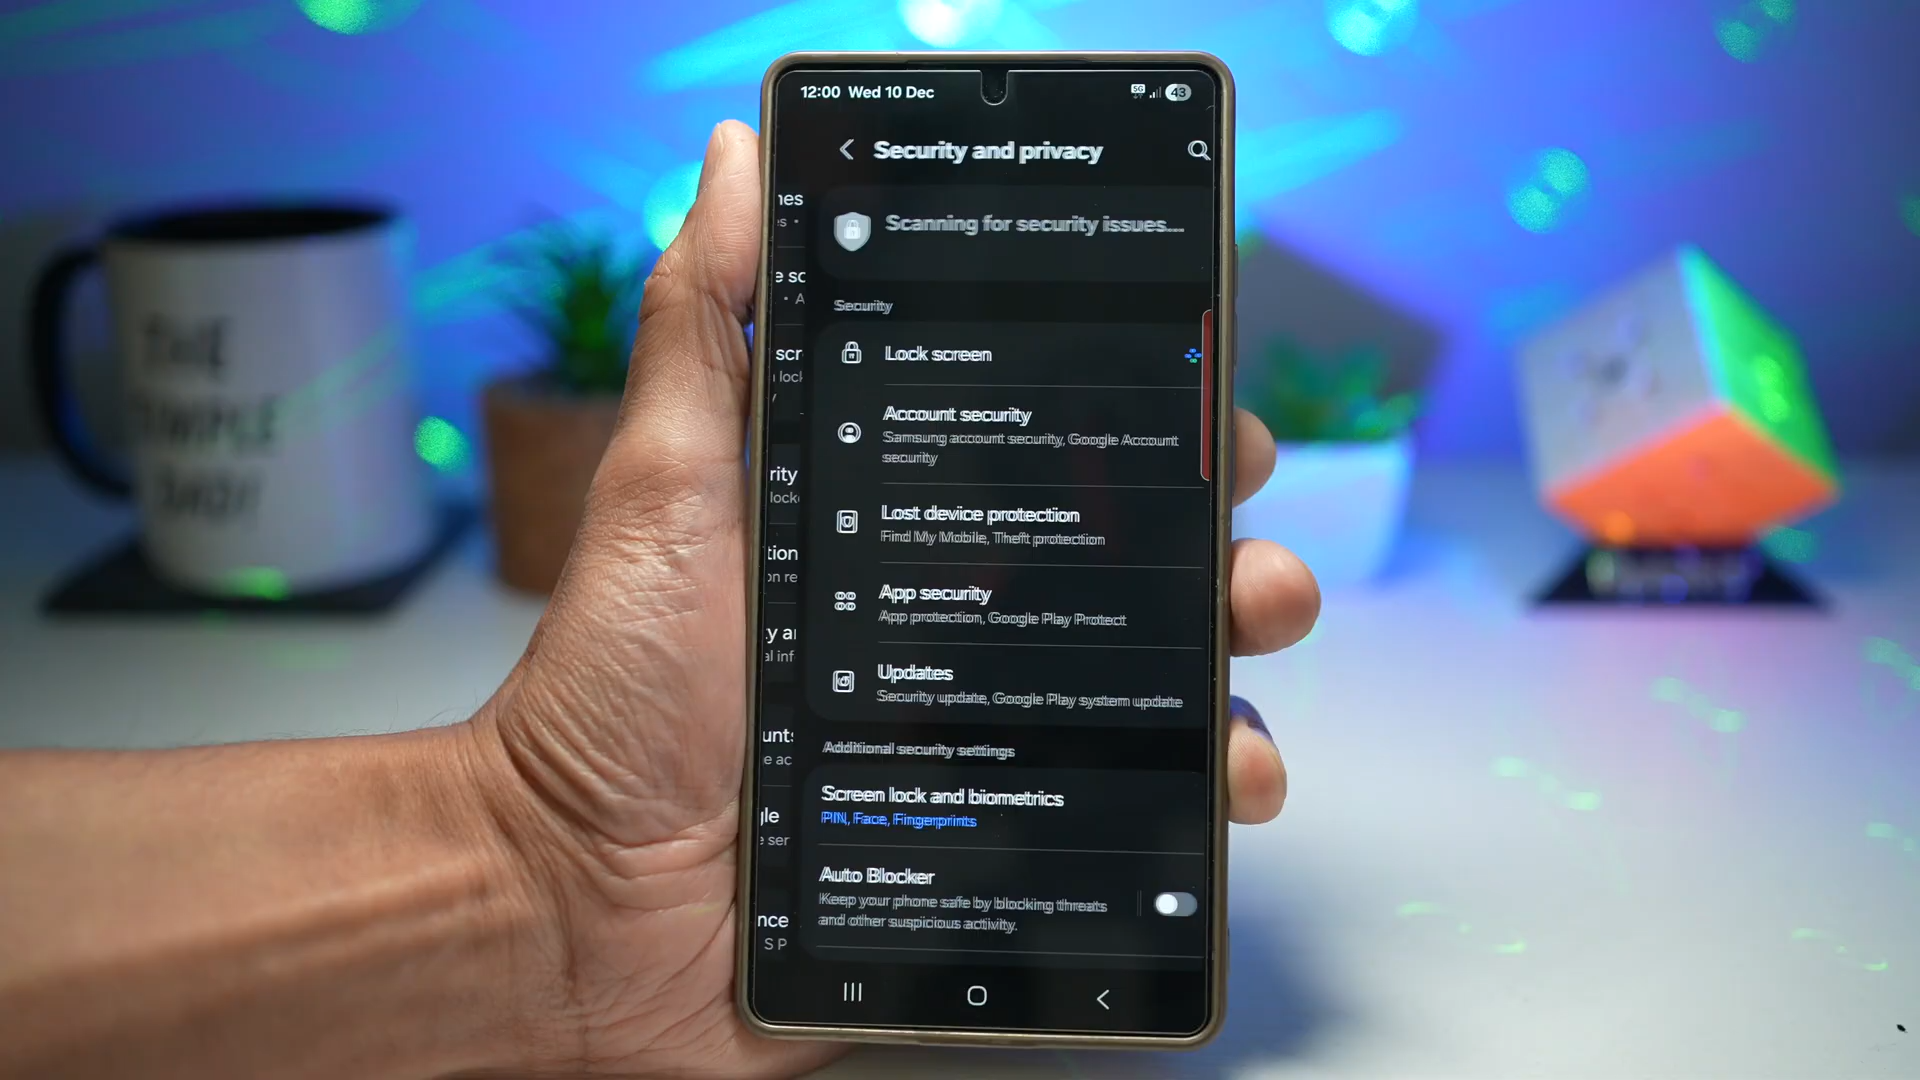 12:00 Wed 10 Dec
5G
43
Security and privacy
Scanning for security issues...
Security
Lock screen
Account security
Samsung account security, Google Account
security
Lost device protection
Find My Mobile, Theft protection
App security
App protection, Google Play Protect
Updates
Security update, Google Play system update
Additional security settings
Screen lock and biometrics
PIN, Face, Fingerprints
Auto Blocker
Keep your phone safe by blocking threats
and other suspicious activity.
THE